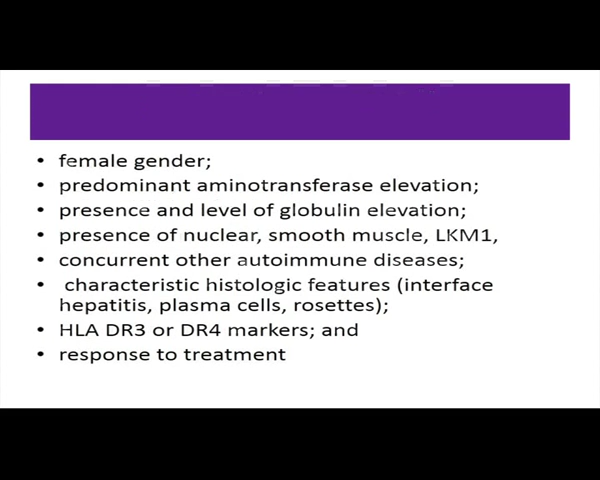 • female gender;
• predominant aminotransferase elevation;
• presence and level of globulin elevation;
• presence of nuclear, smooth muscle, LKM1,
• concurrent other autoimmune diseases;
• characteristic histologic features (interface
hepatitis, plasma cells, rosettes);
• HLA DR3 or DR4 markers; and
• response to treatment